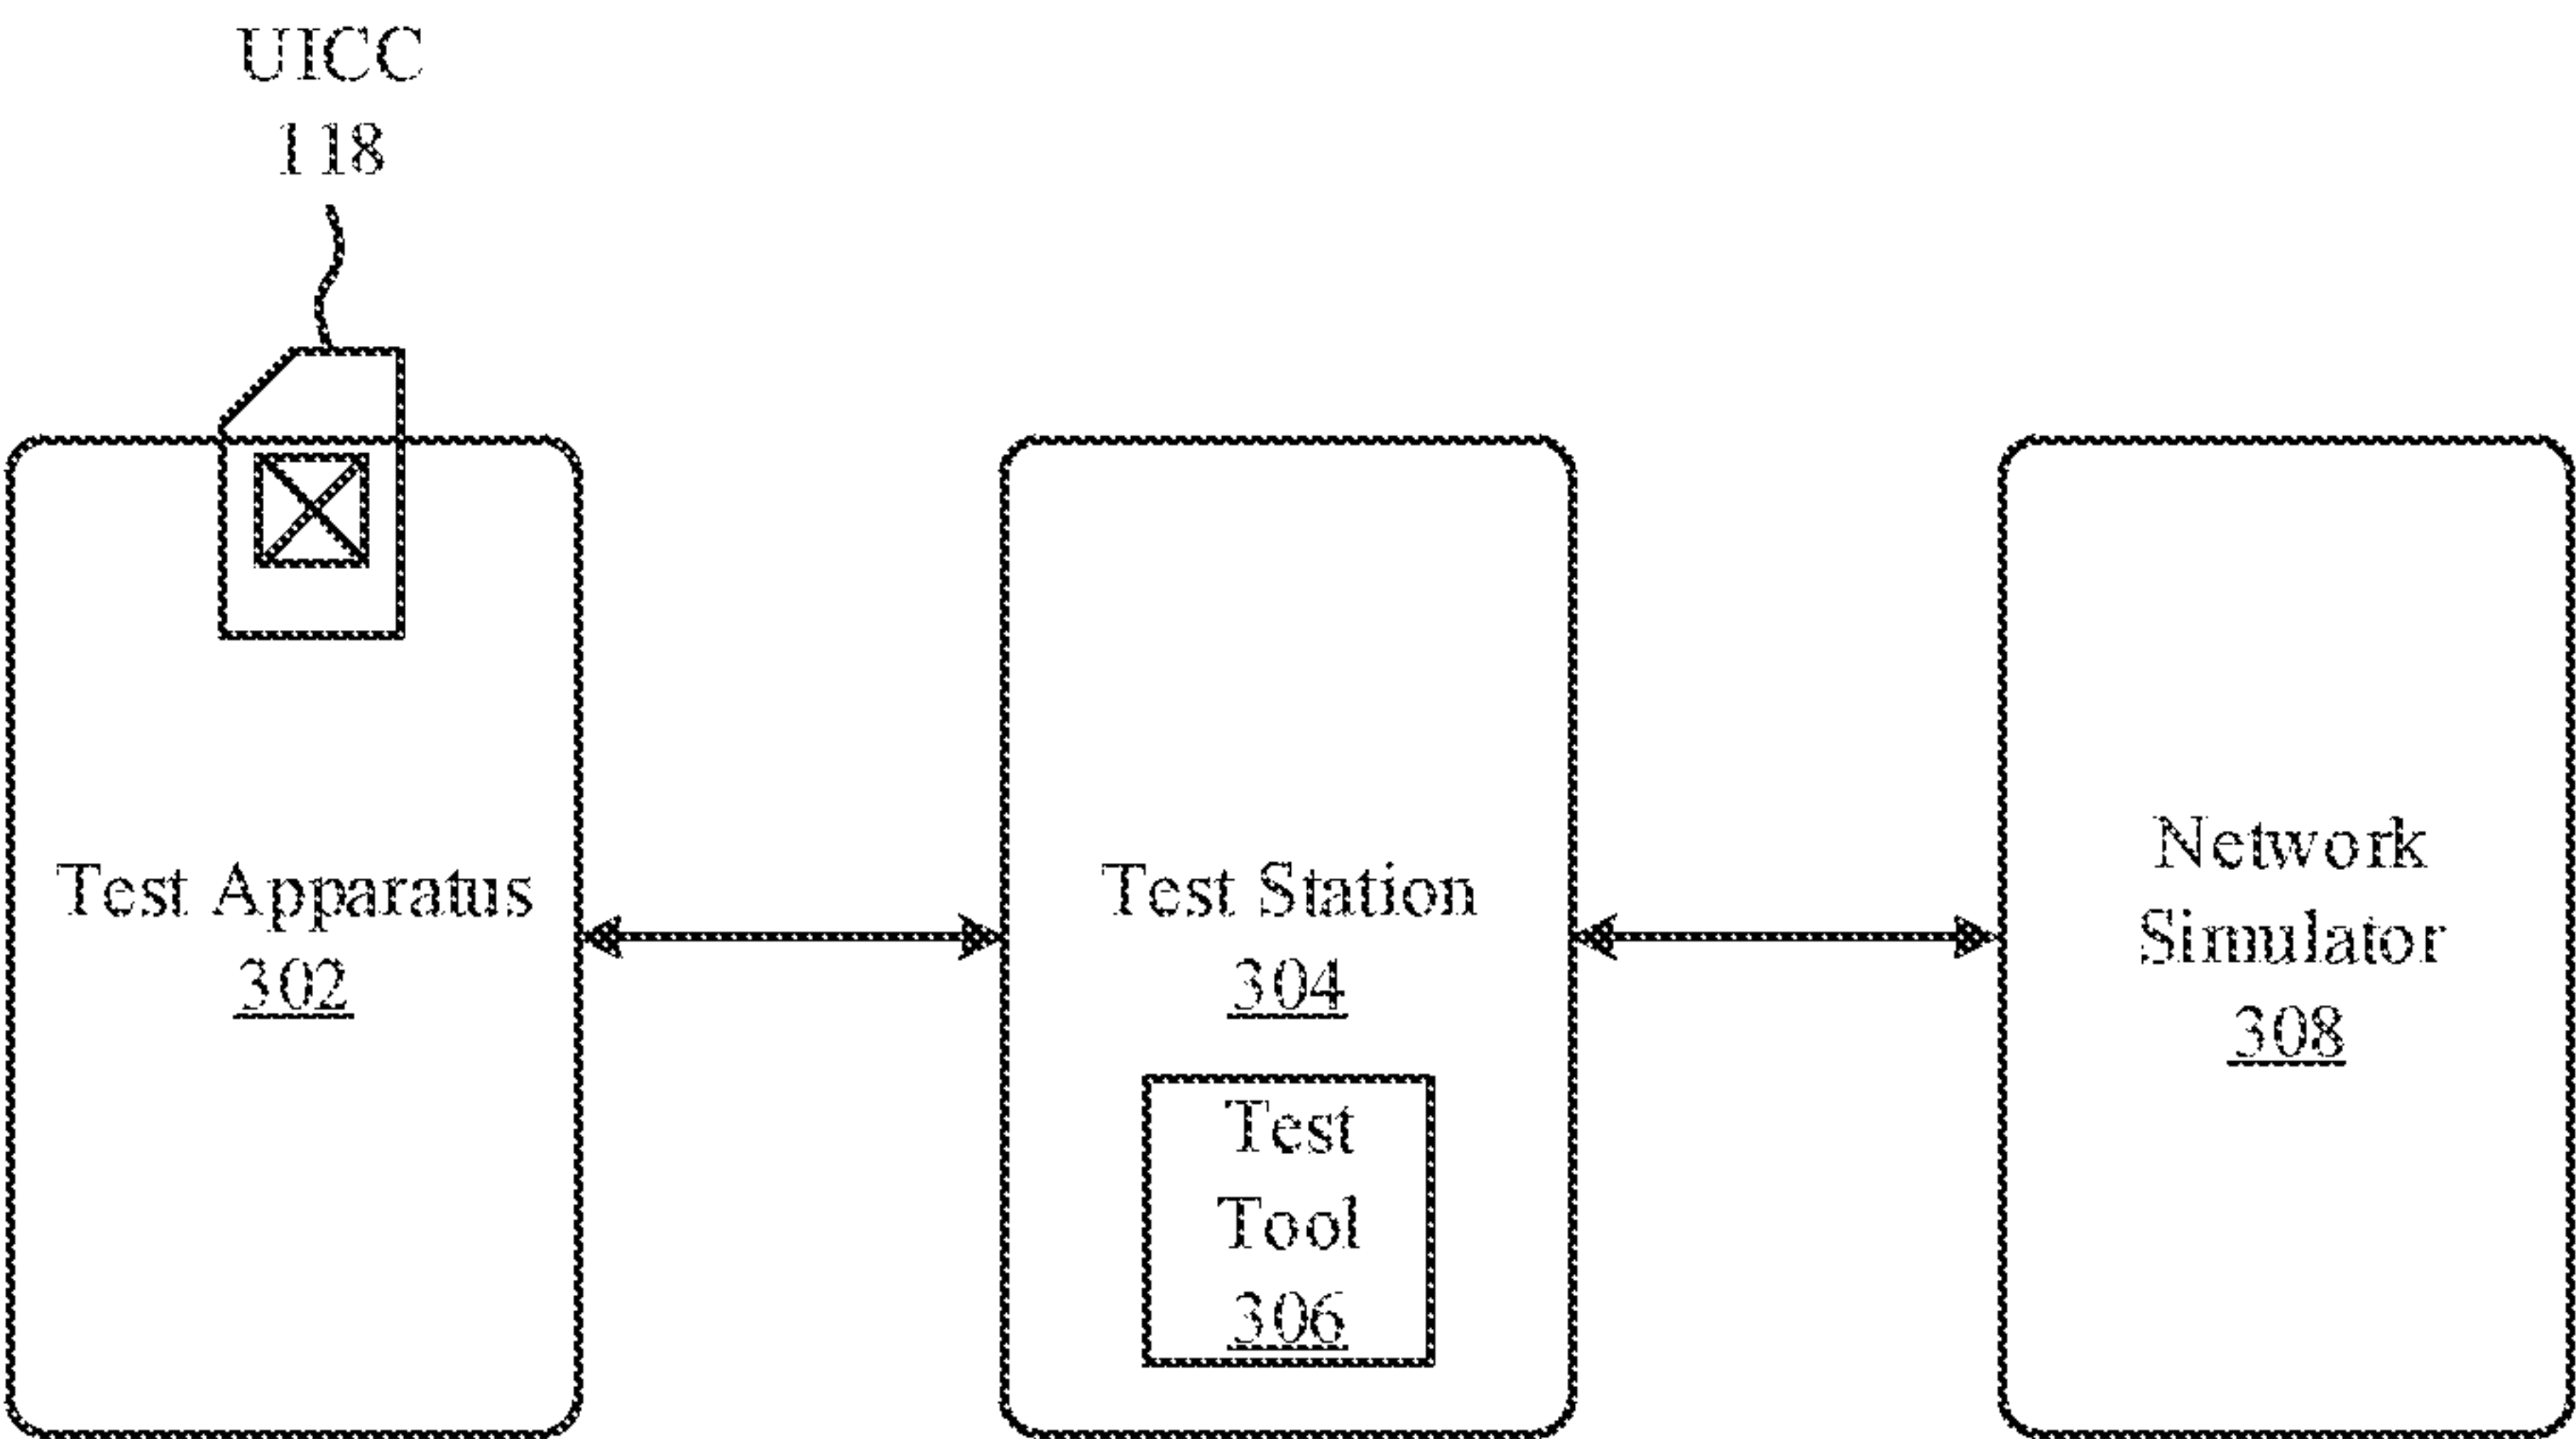 UICC
118
Test Apparatus
302
Test Station
304
Test
Tool
306
Network
Simulator
308